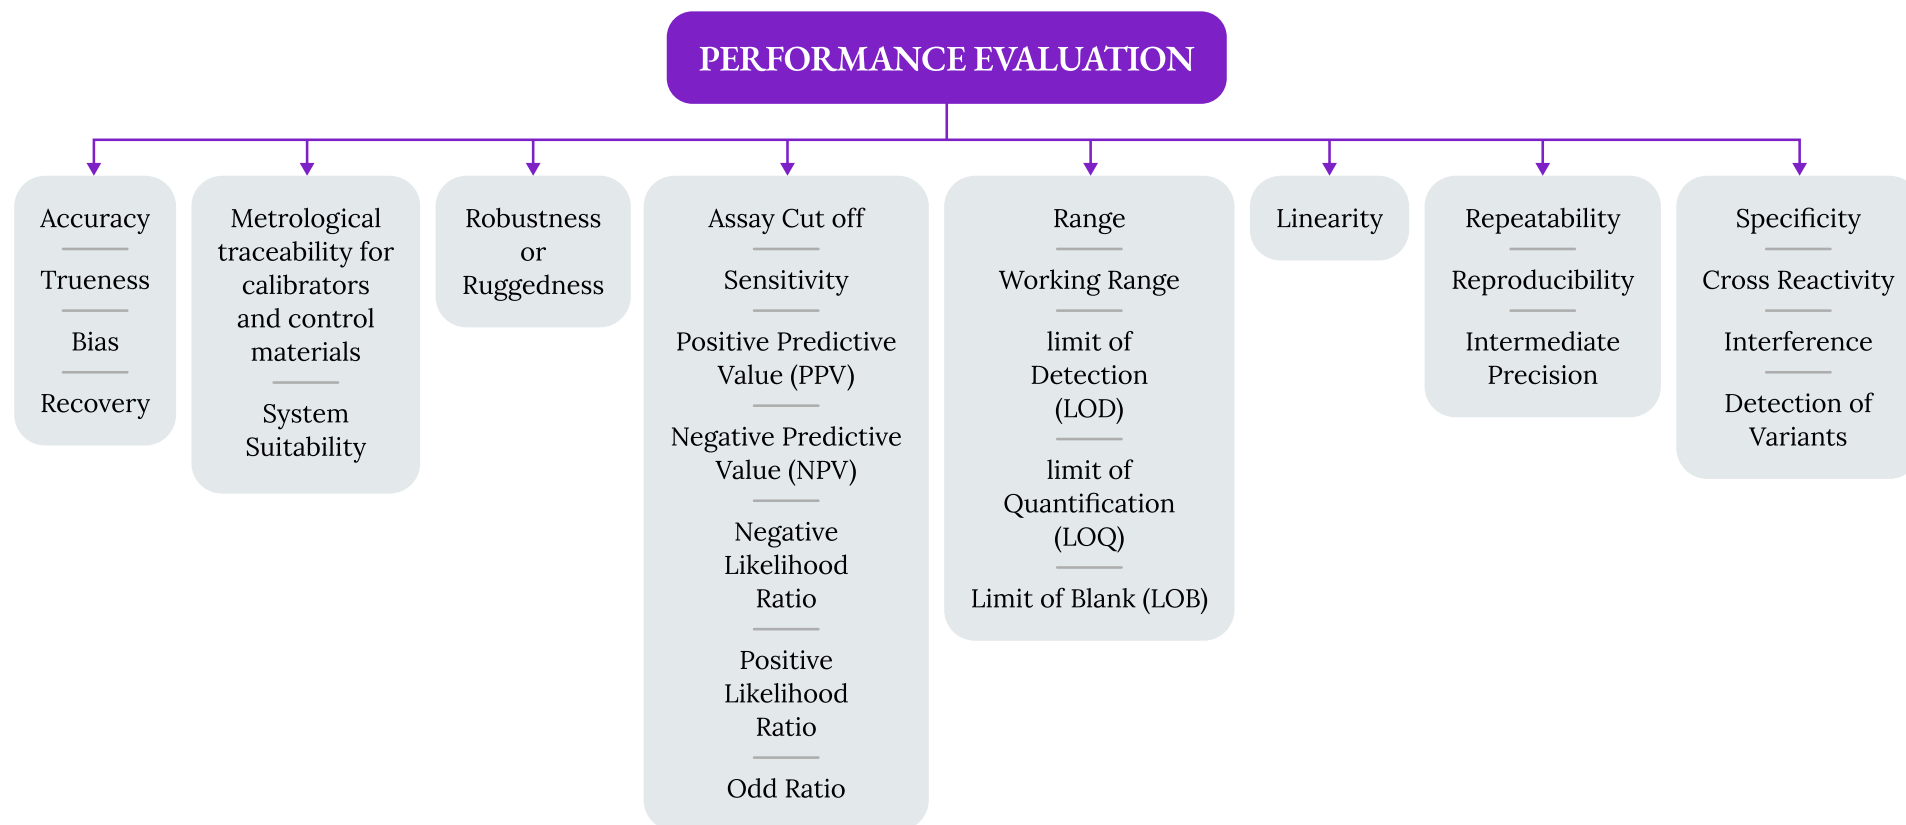 PERFORMANCE EVALUATION
Accuracy
Trueness
Bias
Recovery
Metrological
traceability for
calibrators
and control
materials
System
Suitability
Robustness
or
Ruggedness
Assay Cut off
Sensitivity
Positive Predictive
Value (PPV)
Negative Predictive
Value (NPV)
Negative
Likelihood
Ratio
Positive
Likelihood
Ratio
Odd Ratio
Range
Working Range
limit of
Detection
(LOD)
limit of
Quantification
(LOQ)
Limit of Blank (LOB)
Linearity
Repeatability
Reproducibility
Intermediate
Precision
Specificity
Cross Reactivity
Interference
Detection of
Variants